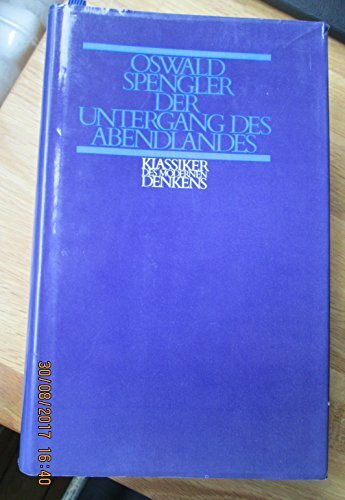 OSWALD
SPENGLER
DER
UNTERGANG DES
ABENDLANDES
KLASSIKER
DES MODERNEN
DENKENS
30/08/2017 16:40